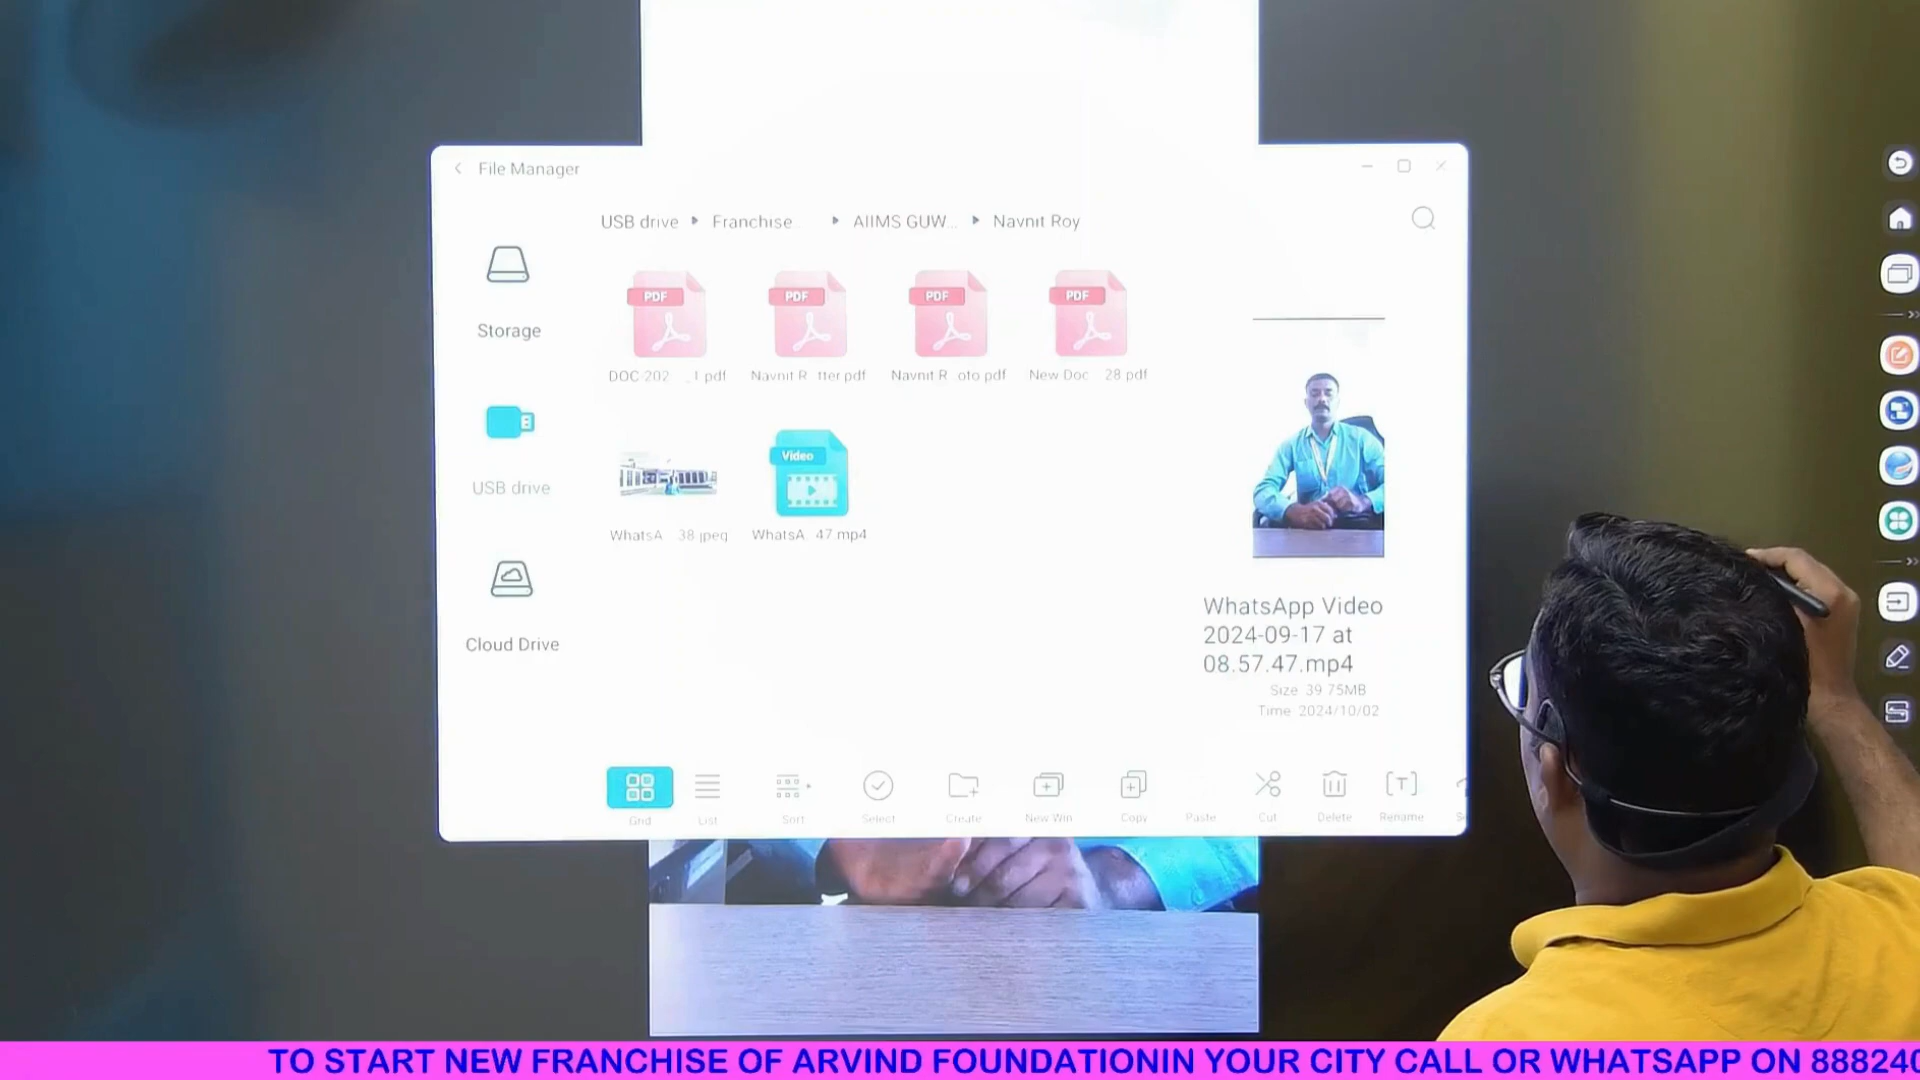 File Manager
USB drive Franchise AIIMS GUW... Navnit Roy
Storage
USB drive
Cloud Drive
PDF PDF PDF PDF
DOC-202 _1 pdf Navnit R tter pdf Navnit R oto pdf New Doc 28 pdf
Video
WhatsA 38 jpeg WhatsA 47 mp4
WhatsApp Video
2024-09-17 at
08.57.47.mp4
Size 39 75MB
Time 2024/10/02
Grid List Sort Select Create New Win Copy Paste Cut Delete Rename
TO START NEW FRANCHISE OF ARVIND FOUNDATIONIN YOUR CITY CALL OR WHATSAPP ON 888240